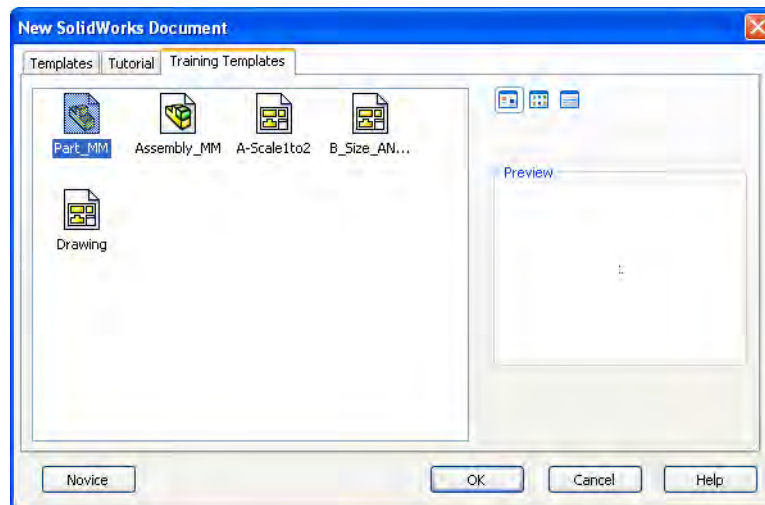 New SolidWorks Document
Templates Tutorial Training Templates
Part_MM Assembly_MM A-Scale1to2 B_Size_AN...
Preview
Drawing
Novice OK Cancel Help